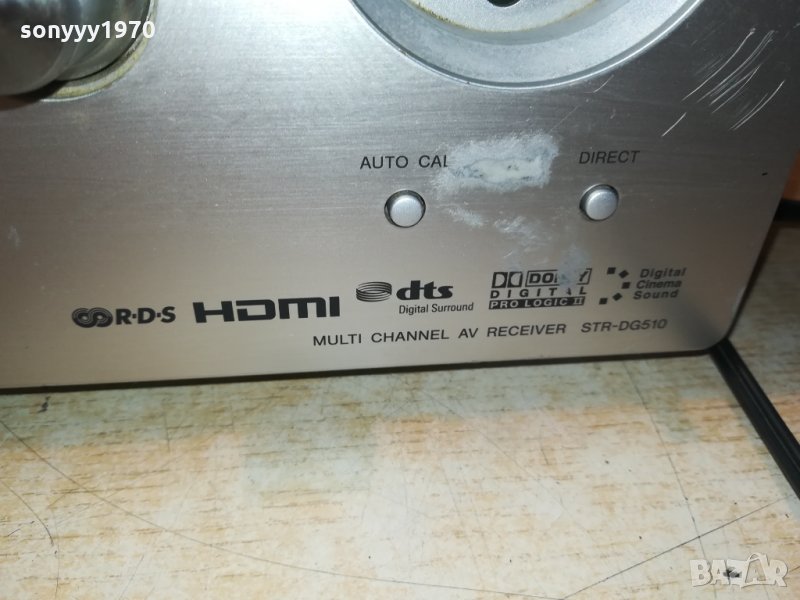 sonyyy1970
AUTO CAL DIRECT
R·D·S HDMI dts Digital Surround
DOLBY DIGITAL PRO LOGIC II
Digital Cinema Sound
MULTI CHANNEL AV RECEIVER STR-DG510
BAZAR